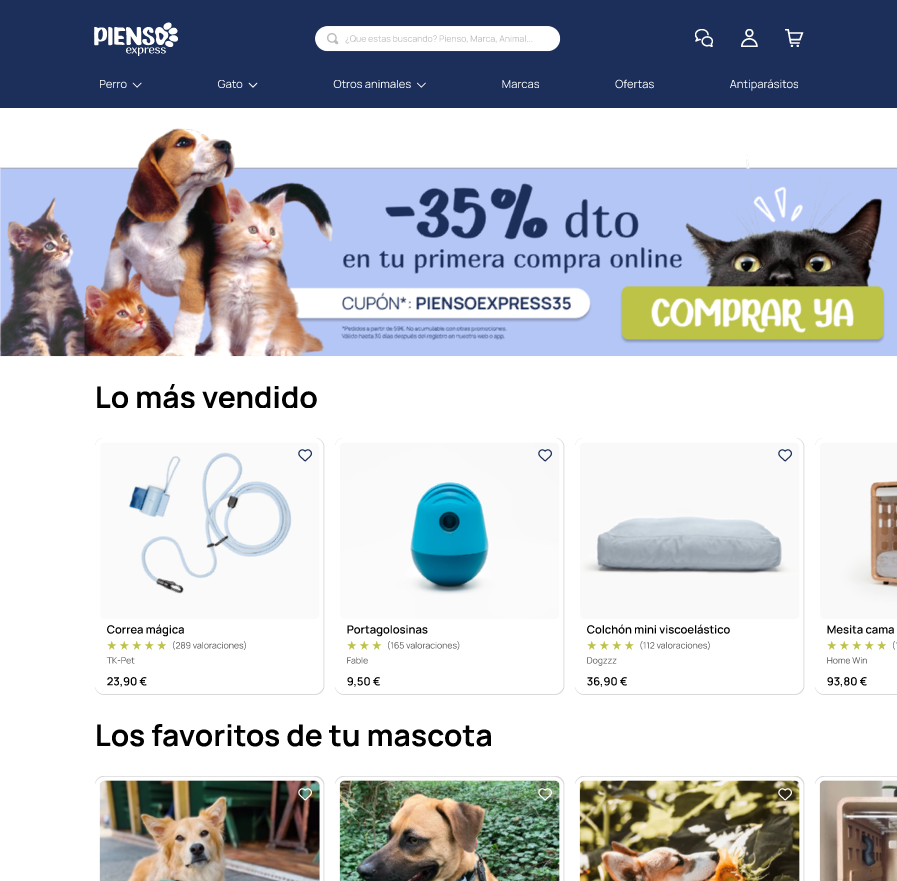 PIENSO
express
¿Que estas buscando? Pienso, Marca, Animal...
Perro
Gato
Otros animales
Marcas
Ofertas
Antiparásitos
-35% dto
en tu primera compra online
CUPÓN*: PIENSOEXPRESS35
COMPRAR YA
*Pedidos a partir de 59€. No acumulable con otras promociones.
Válido hasta 30 días después del registro en nuestra web o app.
Lo más vendido
Correa mágica
(289 valoraciones)
TK-Pet
23,90 €
Portagolosinas
(165 valoraciones)
Fable
9,50 €
Colchón mini viscoelástico
(112 valoraciones)
Dogzzz
36,90 €
Mesita cama
Home Win
93,80 €
Los favoritos de tu mascota